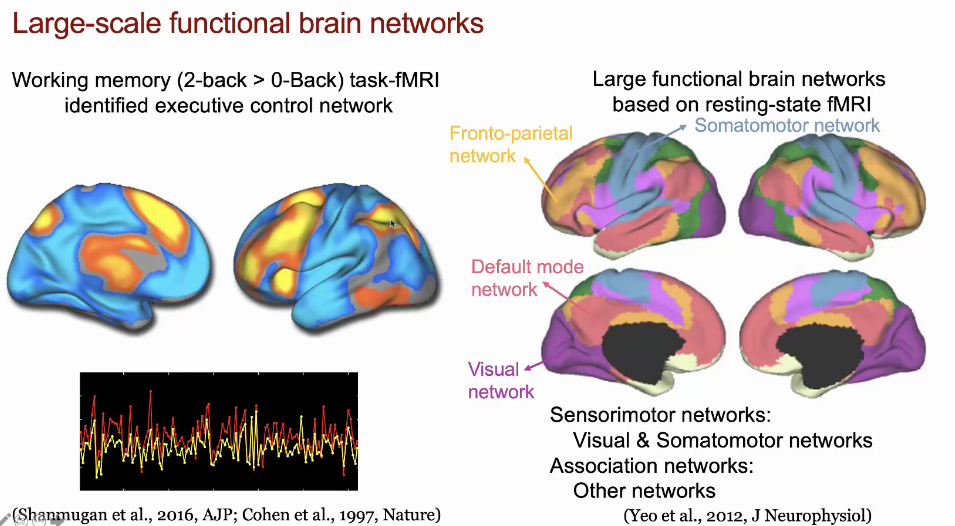 Large-scale functional brain networks
Working memory (2-back > 0-Back) task-fMRI
identified executive control network
Large functional brain networks
based on resting-state fMRI
Somatomotor network
Fronto-parietal
network
Default mode
network
Visual
network
Sensorimotor networks:
Visual & Somatomotor networks
Association networks:
Other networks
(Shanmugan et al., 2016, AJP; Cohen et al., 1997, Nature)
(Yeo et al., 2012, J Neurophysiol)